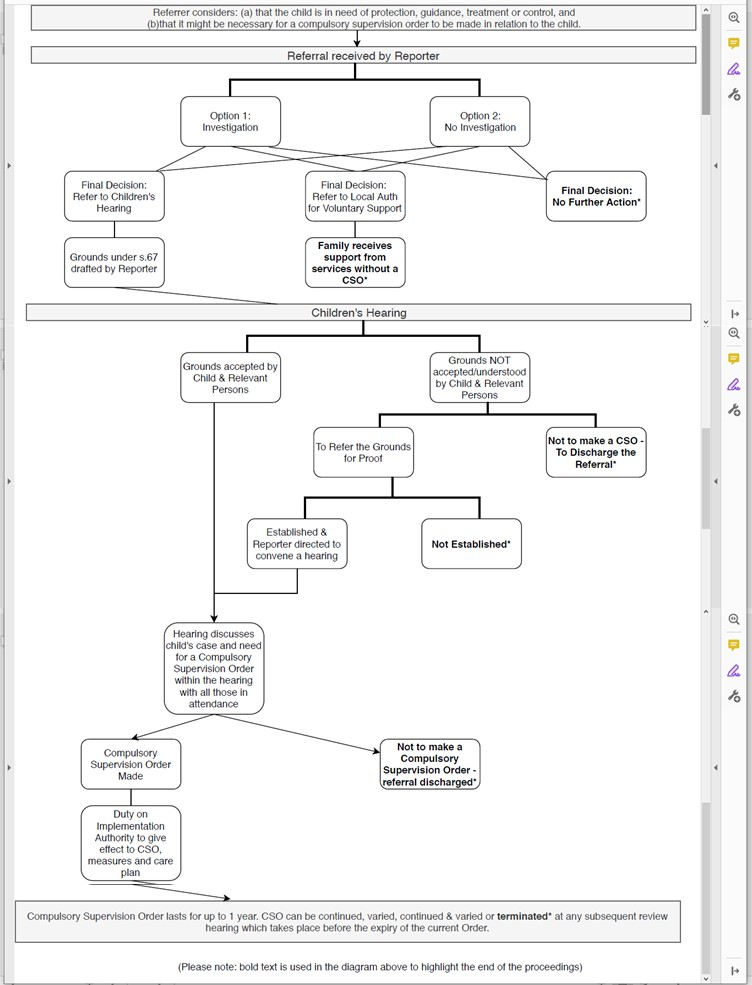 Referrer considers: (a) that the child is in need of protection, guidance, treatment or control, and
(b)that it might be necessary for a compulsory supervision order to be made in relation to the child.
Referral received by Reporter
Option 1:
Investigation
Option 2:
No Investigation
Final Decision:
Refer to Children's
Hearing
Final Decision:
Refer to Local Auth
for Voluntary Support
Final Decision:
No Further Action*
Grounds under s.67
drafted by Reporter
Family receives
support from
services without a
CSO*
Children's Hearing
Grounds accepted by
Child & Relevant
Persons
Grounds NOT
accepted/understood
by Child & Relevant
Persons
To Refer the Grounds
for Proof
Not to make a CSO -
To Discharge the
Referral*
Established &
Reporter directed to
convene a hearing
Not Established*
Hearing discusses
child's case and need
for a Compulsory
Supervision Order
within the hearing
with all those in
attendance
Compulsory
Supervision Order
Made
Not to make a
Compulsory
Supervision Order -
referral discharged*
Duty on
Implementation
Authority to give
effect to CSO,
measures and care
plan
Compulsory Supervision Order lasts for up to 1 year. CSO can be continued, varied, continued & varied or terminated* at any subsequent review
hearing which takes place before the expiry of the current Order.
(Please note: bold text is used in the diagram above to highlight the end of the proceedings)